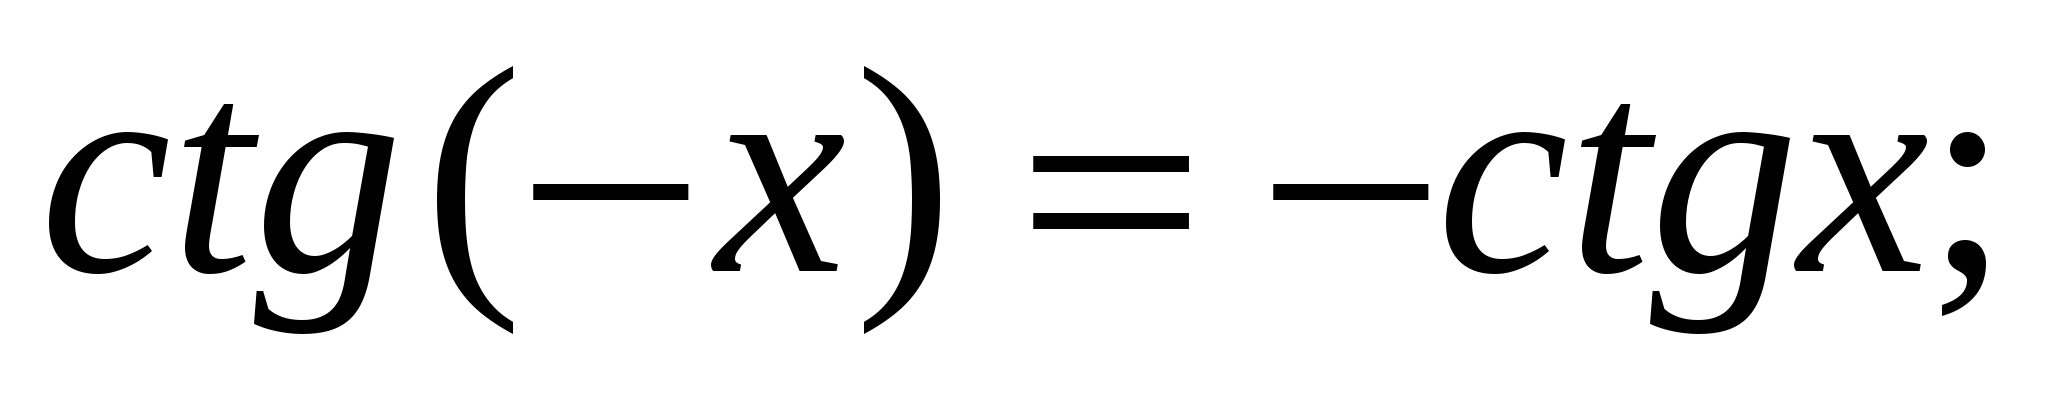 ctg(−x) = −ctgx;